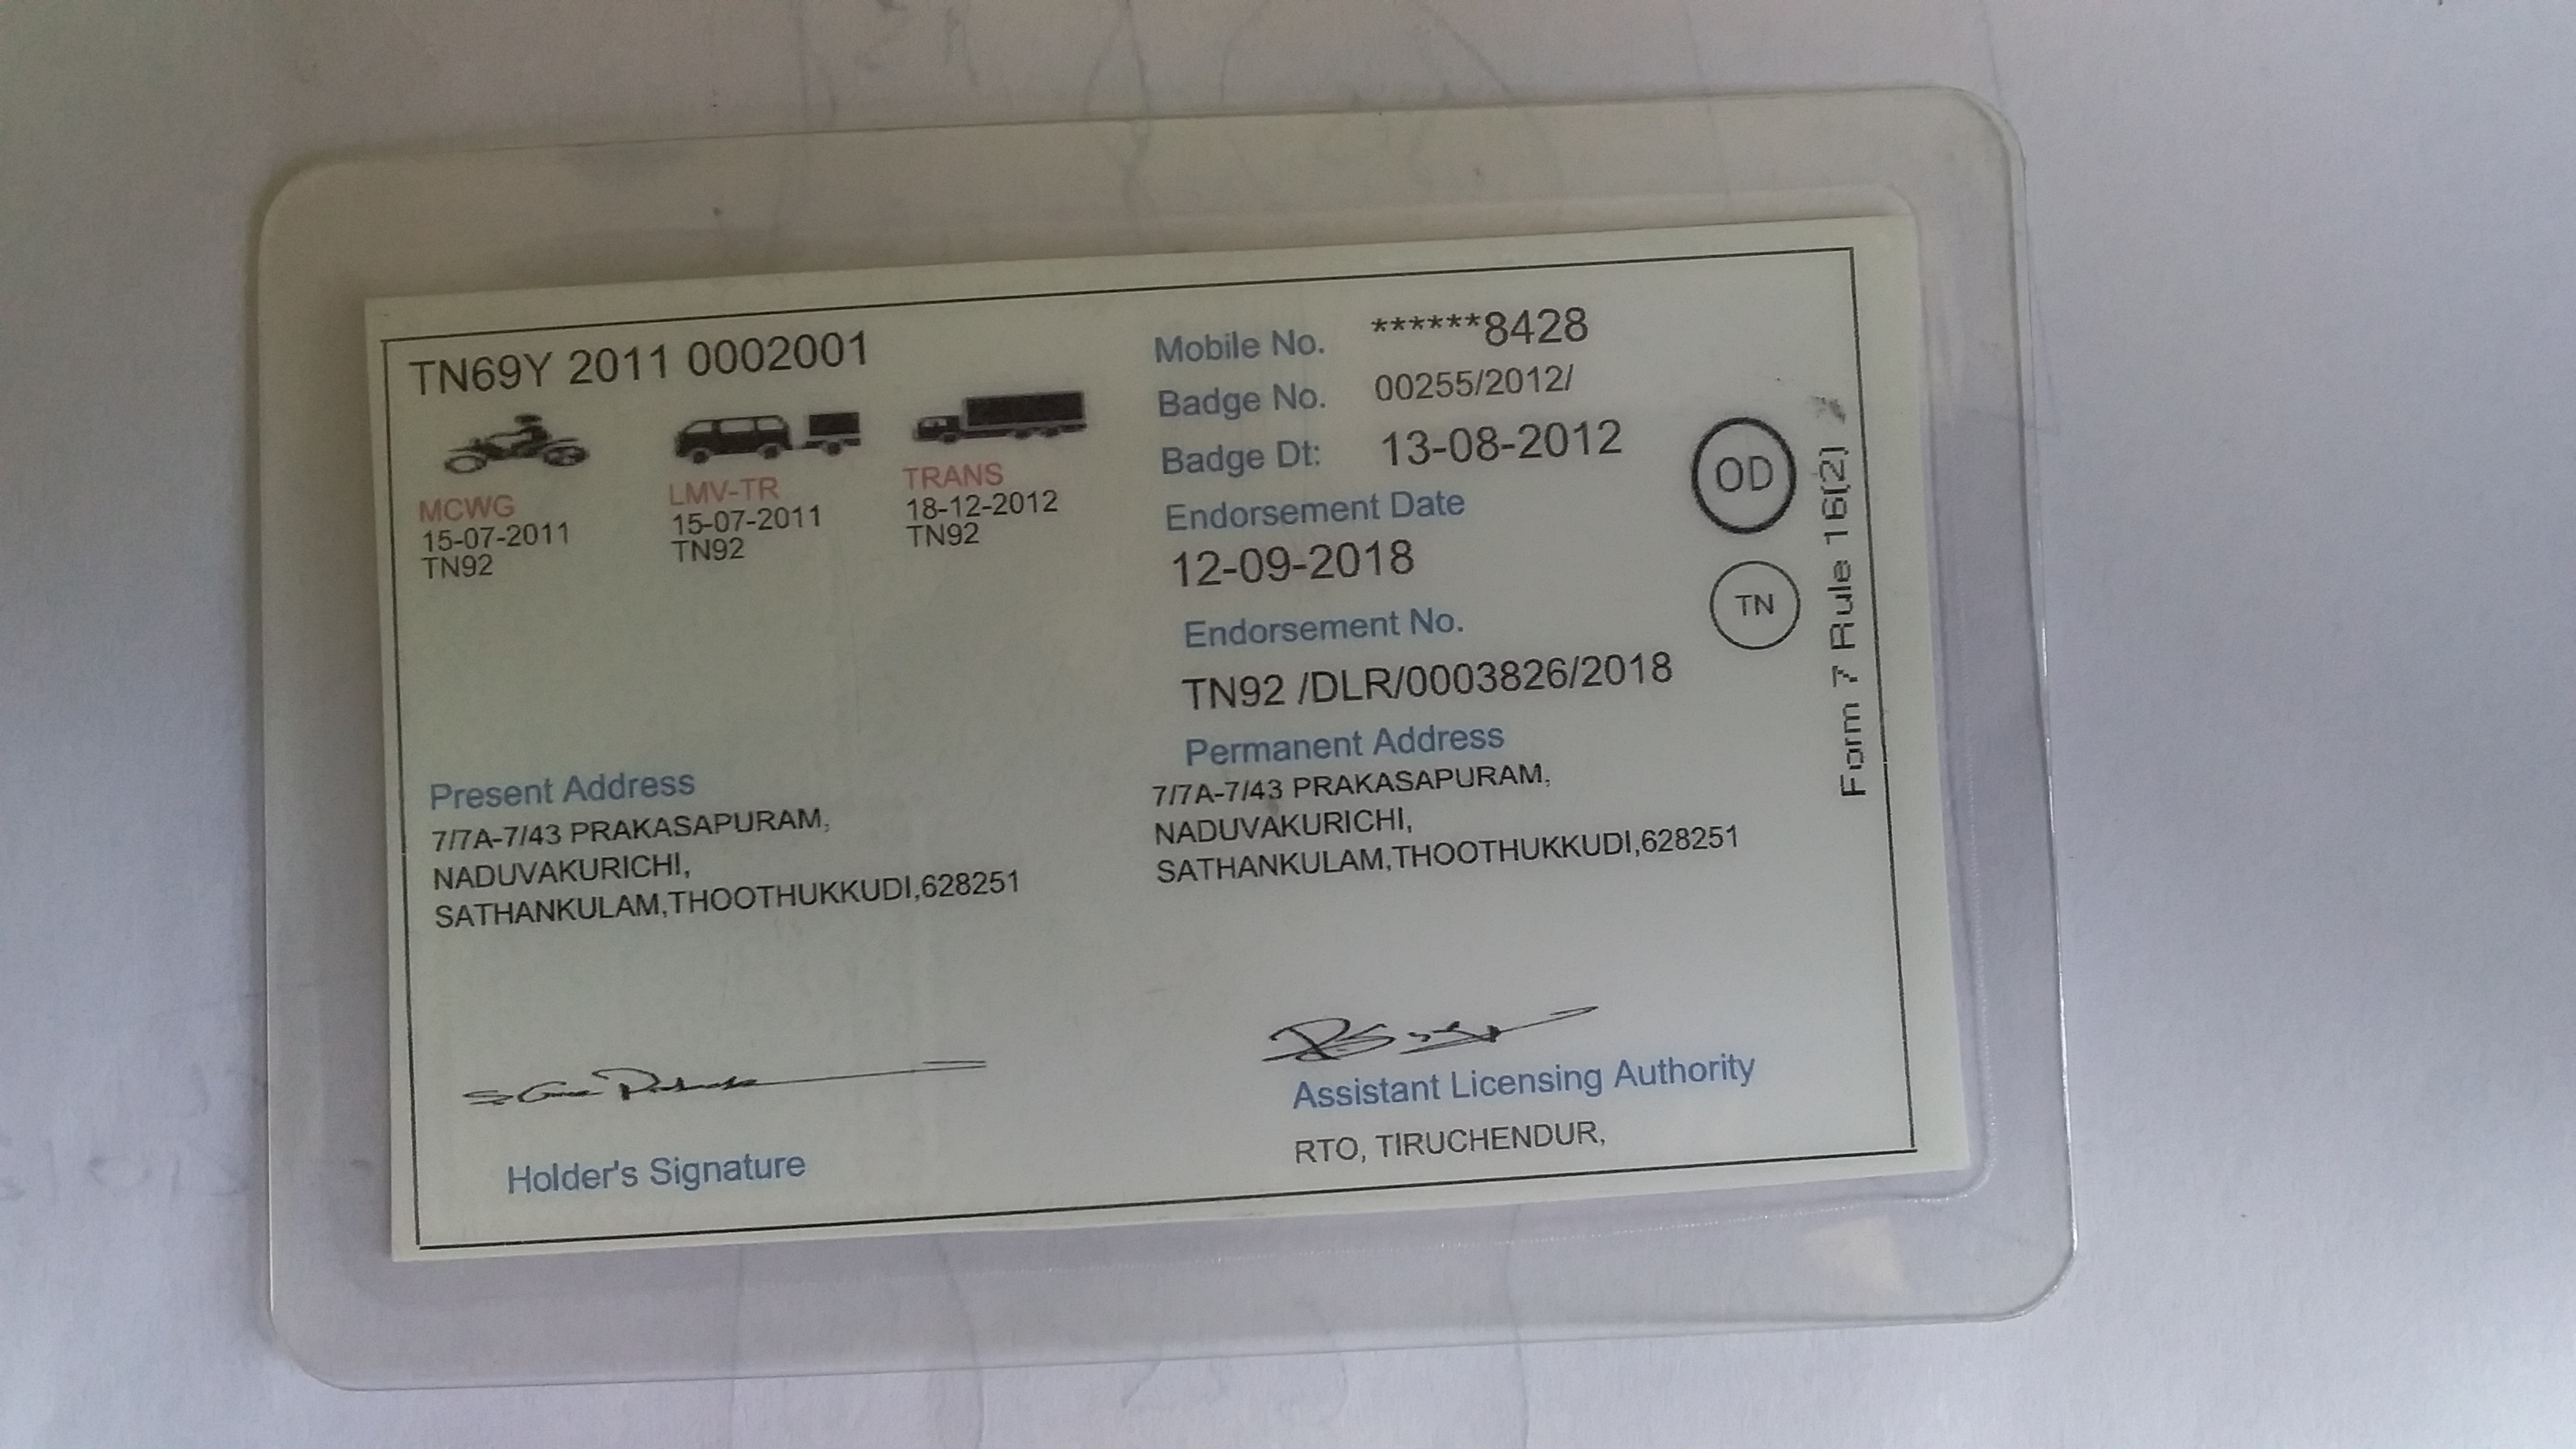 TN69Y 2011 0002001
MCWG
15-07-2011
TN92
LMV-TR
15-07-2011
TN92
TRANS
18-12-2012
TN92
Mobile No. ******8428
Badge No. 00255/2012/
Badge Dt: 13-08-2012
Endorsement Date
12-09-2018
Endorsement No.
TN92 /DLR/0003826/2018
OD
TN
Form 7 Rule 16(2)
Present Address
7/7A-7/43 PRAKASAPURAM,
NADUVAKURICHI,
SATHANKULAM,THOOTHUKKUDI,628251
Permanent Address
7/7A-7/43 PRAKASAPURAM,
NADUVAKURICHI,
SATHANKULAM,THOOTHUKKUDI,628251
Holder's Signature
Assistant Licensing Authority
RTO, TIRUCHENDUR,